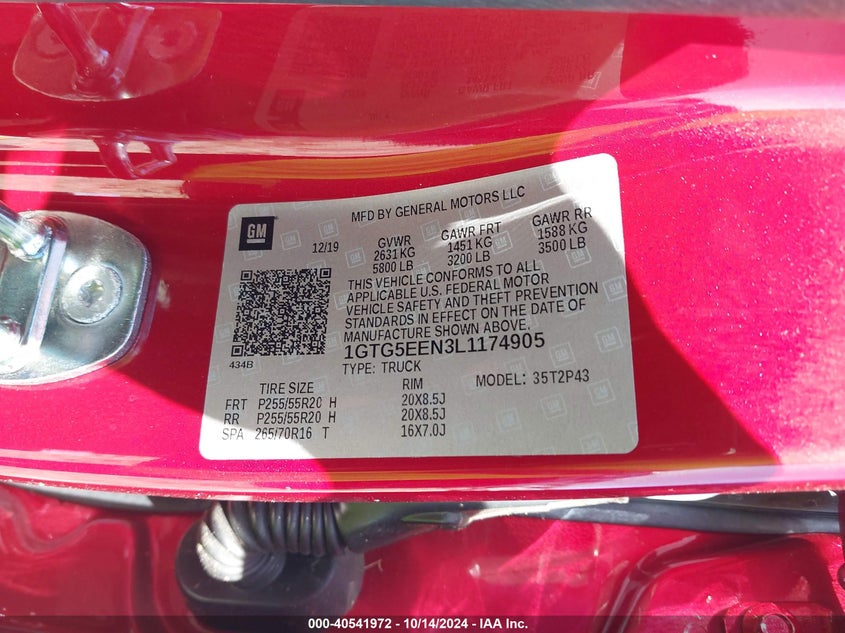 MFD BY GENERAL MOTORS LLC
GM
12/19
GVWR GAWR FRT GAWR RR
2631 KG 1451 KG 1588 KG
5800 LB 3200 LB 3500 LB
THIS VEHICLE CONFORMS TO ALL
APPLICABLE U.S. FEDERAL MOTOR
VEHICLE SAFETY AND THEFT PREVENTION
STANDARDS IN EFFECT ON THE DATE OF
MANUFACTURE SHOWN ABOVE.
1GTG5EEN3L1174905
434B
TYPE: TRUCK
TIRE SIZE RIM MODEL: 35T2P43
FRT P255/55R20 H 20X8.5J
RR P255/55R20 H 20X8.5J
SPA 265/70R16 T 16X7.0J
000-40541972 - 10/14/2024 - IAA Inc.